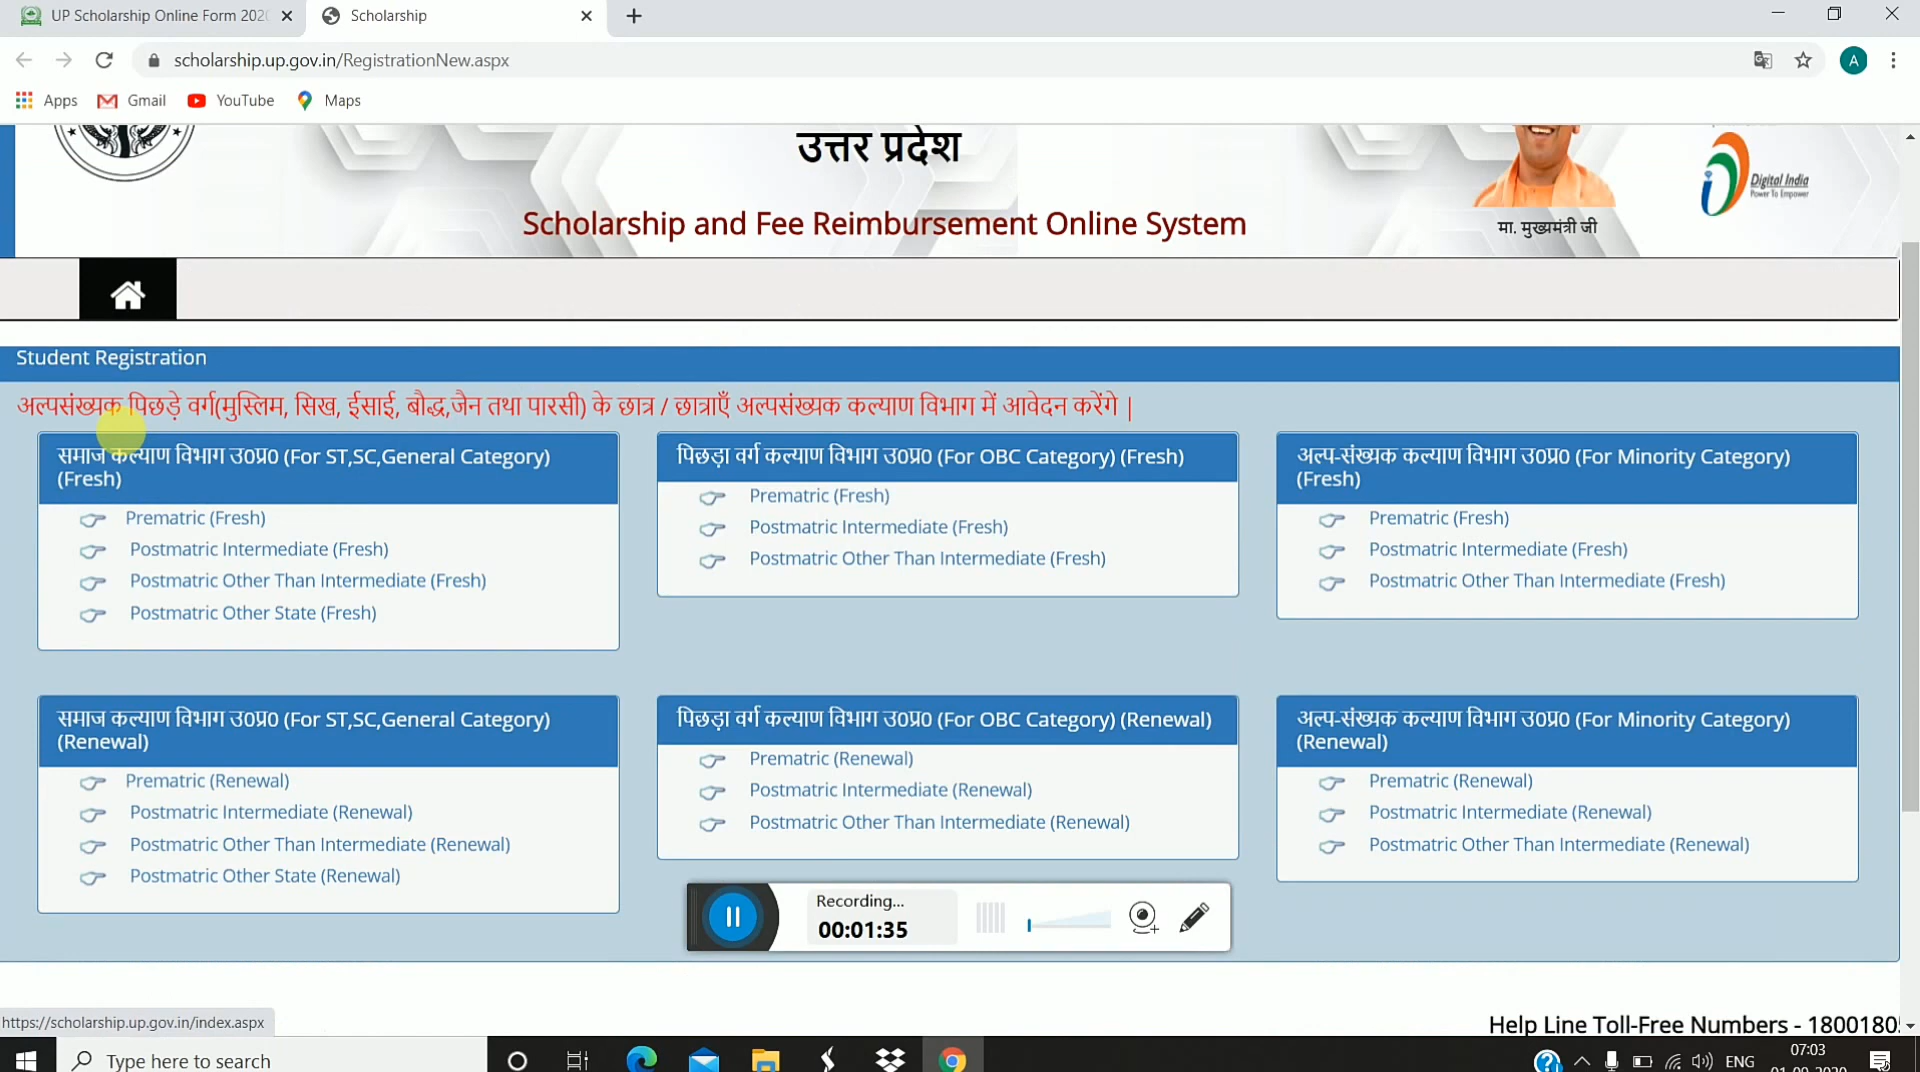 UP Scholarship Online Form 202
Scholarship
scholarship.up.gov.in/RegistrationNew.aspx
A
Apps Gmail YouTube Maps
उत्तर प्रदेश
Scholarship and Fee Reimbursement Online System
Digital India
Power To Empower
मा. मुख्यमंत्री जी
Student Registration
अल्पसंख्यक पिछड़े वर्ग(मुस्लिम, सिख, ईसाई, बौद्ध,जैन तथा पारसी) के छात्र / छात्राएँ अल्पसंख्यक कल्याण विभाग में आवेदन करेंगे |
समाज कल्याण विभाग उ0प्र0 (For ST,SC,General Category)
(Fresh)
Prematric (Fresh)
Postmatric Intermediate (Fresh)
Postmatric Other Than Intermediate (Fresh)
Postmatric Other State (Fresh)
पिछड़ा वर्ग कल्याण विभाग उ0प्र0 (For OBC Category) (Fresh)
Prematric (Fresh)
Postmatric Intermediate (Fresh)
Postmatric Other Than Intermediate (Fresh)
अल्प-संख्यक कल्याण विभाग उ0प्र0 (For Minority Category)
(Fresh)
Prematric (Fresh)
Postmatric Intermediate (Fresh)
Postmatric Other Than Intermediate (Fresh)
समाज कल्याण विभाग उ0प्र0 (For ST,SC,General Category)
(Renewal)
Prematric (Renewal)
Postmatric Intermediate (Renewal)
Postmatric Other Than Intermediate (Renewal)
Postmatric Other State (Renewal)
पिछड़ा वर्ग कल्याण विभाग उ0प्र0 (For OBC Category) (Renewal)
Prematric (Renewal)
Postmatric Intermediate (Renewal)
Postmatric Other Than Intermediate (Renewal)
अल्प-संख्यक कल्याण विभाग उ0प्र0 (For Minority Category)
(Renewal)
Prematric (Renewal)
Postmatric Intermediate (Renewal)
Postmatric Other Than Intermediate (Renewal)
Recording...
00:01:35
https://scholarship.up.gov.in/index.aspx
Help Line Toll-Free Numbers - 1800180
Type here to search
ENG
07:03